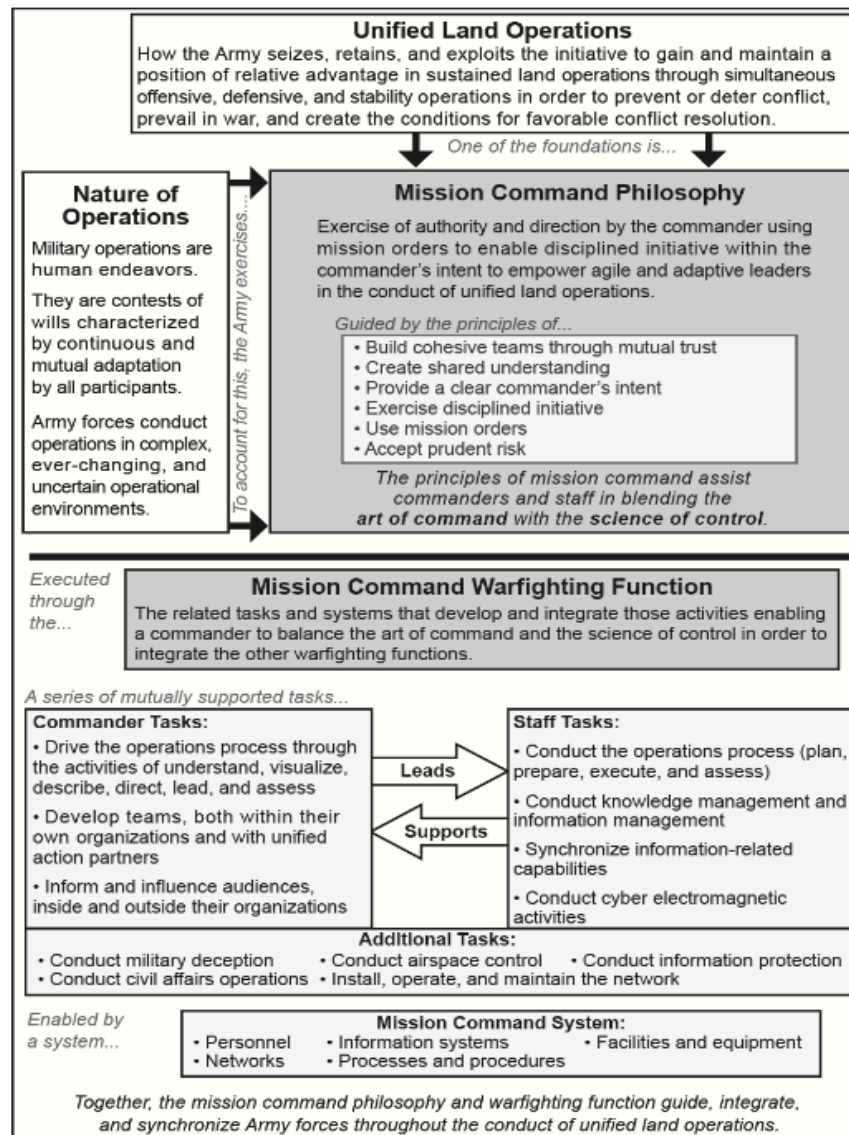 Unified Land Operations
How the Army seizes, retains, and exploits the initiative to gain and maintain a
position of relative advantage in sustained land operations through simultaneous
offensive, defensive, and stability operations in order to prevent or deter conflict,
prevail in war, and create the conditions for favorable conflict resolution.
One of the foundations is...
Nature of
Operations
Military operations are
human endeavors.
They are contests of
wills characterized
by continuous and
mutual adaptation
by all participants.
Army forces conduct
operations in complex,
ever-changing, and
uncertain operational
environments.
To account for this, the Army exercises....
Mission Command Philosophy
Exercise of authority and direction by the commander using
mission orders to enable disciplined initiative within the
commander's intent to empower agile and adaptive leaders
in the conduct of unified land operations.
Guided by the principles of...
• Build cohesive teams through mutual trust
• Create shared understanding
• Provide a clear commander's intent
• Exercise disciplined initiative
• Use mission orders
• Accept prudent risk
The principles of mission command assist
commanders and staff in blending the
art of command with the science of control.
Executed
through
the...
Mission Command Warfighting Function
The related tasks and systems that develop and integrate those activities enabling
a commander to balance the art of command and the science of control in order to
integrate the other warfighting functions.
A series of mutually supported tasks...
Commander Tasks:
• Drive the operations process through
the activities of understand, visualize,
describe, direct, lead, and assess
• Develop teams, both within their
own organizations and with unified
action partners
• Inform and influence audiences,
inside and outside their organizations
Leads
Supports
Staff Tasks:
• Conduct the operations process (plan,
prepare, execute, and assess)
• Conduct knowledge management and
information management
• Synchronize information-related
capabilities
• Conduct cyber electromagnetic
activities
Additional Tasks:
• Conduct military deception • Conduct airspace control • Conduct information protection
• Conduct civil affairs operations • Install, operate, and maintain the network
Enabled by
a system...
Mission Command System:
• Personnel • Information systems • Facilities and equipment
• Networks • Processes and procedures
Together, the mission command philosophy and warfighting function guide, integrate,
and synchronize Army forces throughout the conduct of unified land operations.